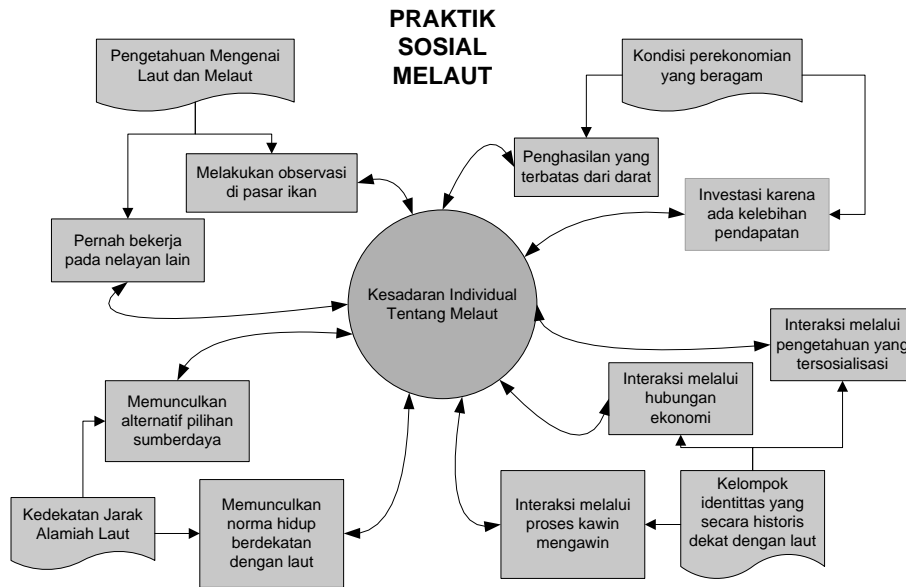 PRAKTIK
SOSIAL
MELAUT
Pengetahuan Mengenai
Laut dan Melaut
Kondisi perekonomian
yang beragam
Melakukan observasi
di pasar ikan
Penghasilan yang
terbatas dari darat
Investasi karena
ada kelebihan
pendapatan
Pernah bekerja
pada nelayan lain
Kesadaran Individual
Tentang Melaut
Interaksi melalui
pengetahuan yang
tersosialisasi
Memunculkan
alternatif pilihan
sumberdaya
Interaksi melalui
hubungan
ekonomi
Kedekatan Jarak
Alamiah Laut
Memunculkan
norma hidup
berdekatan
dengan laut
Interaksi melalui
proses kawin
mengawin
Kelompok
identittas yang
secara historis
dekat dengan laut